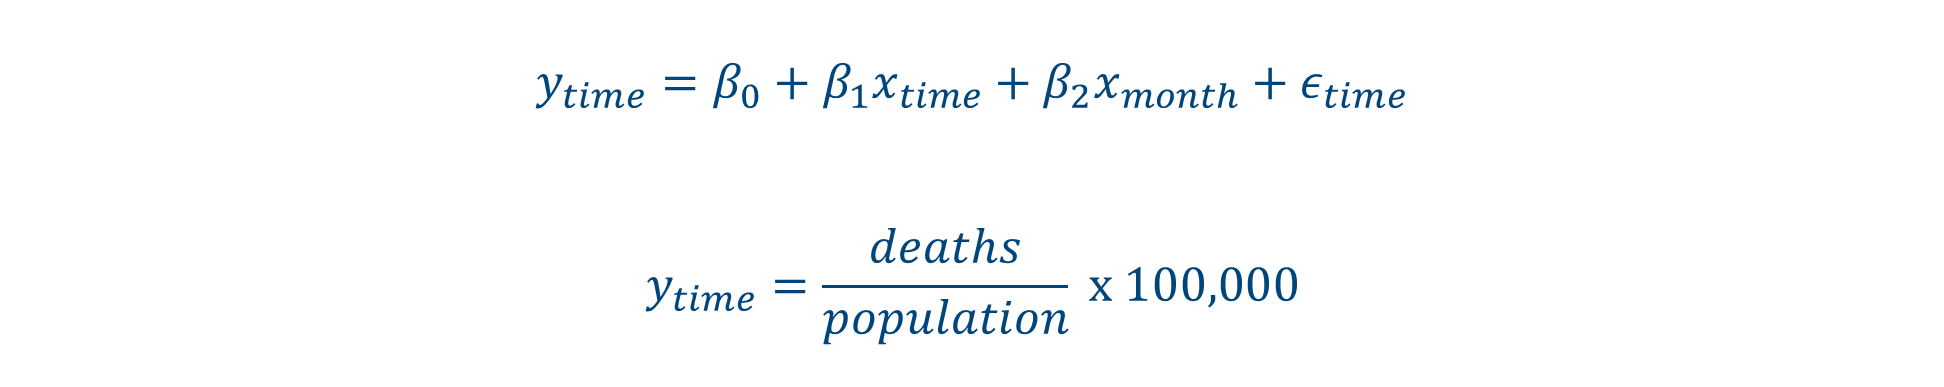 y_time = β_0 + β_1x_time + β_2x_month + ϵ_time
y_time = deaths / population x 100,000